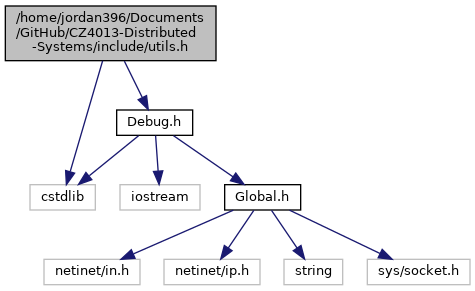 /home/jordan396/Documents
/GitHub/CZ4013-Distributed
-Systems/include/utils.h
Debug.h
cstdlib
iostream
Global.h
netinet/in.h
netinet/ip.h
string
sys/socket.h